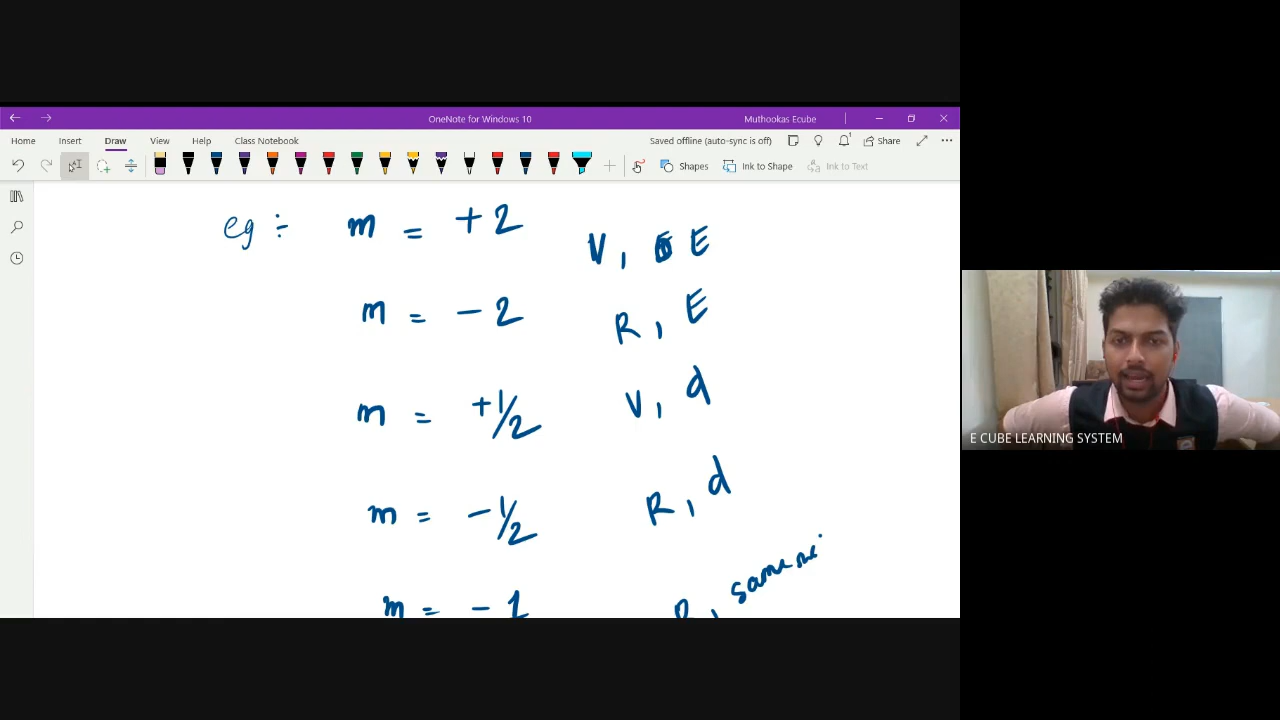 OneNote for Windows 10
Muthookas Ecube
Home Insert Draw View Help Class Notebook
Saved offline (auto-sync is off) Share
Shapes Ink to Shape Ink to Text
eg :- m = +2 V, E
m = -2 R, E
m = +1/2 V, d
m = -1/2 R, d
m = -1 R, same
E CUBE LEARNING SYSTEM